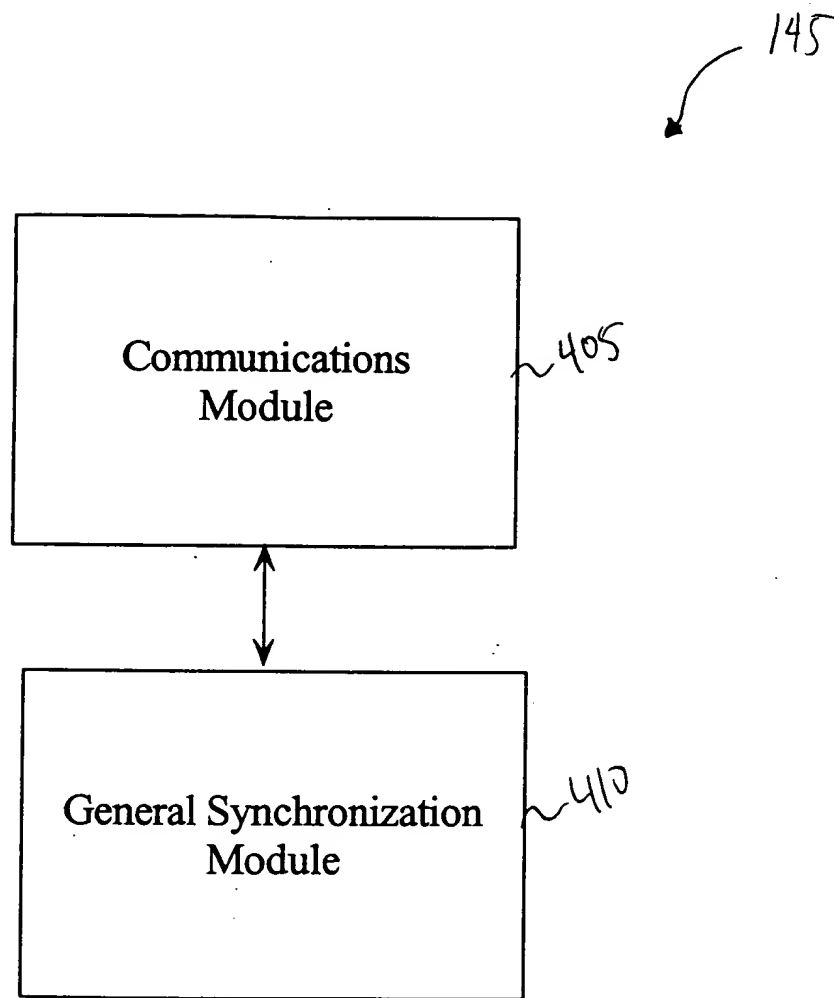 145
Communications
Module
405
General Synchronization
Module
410